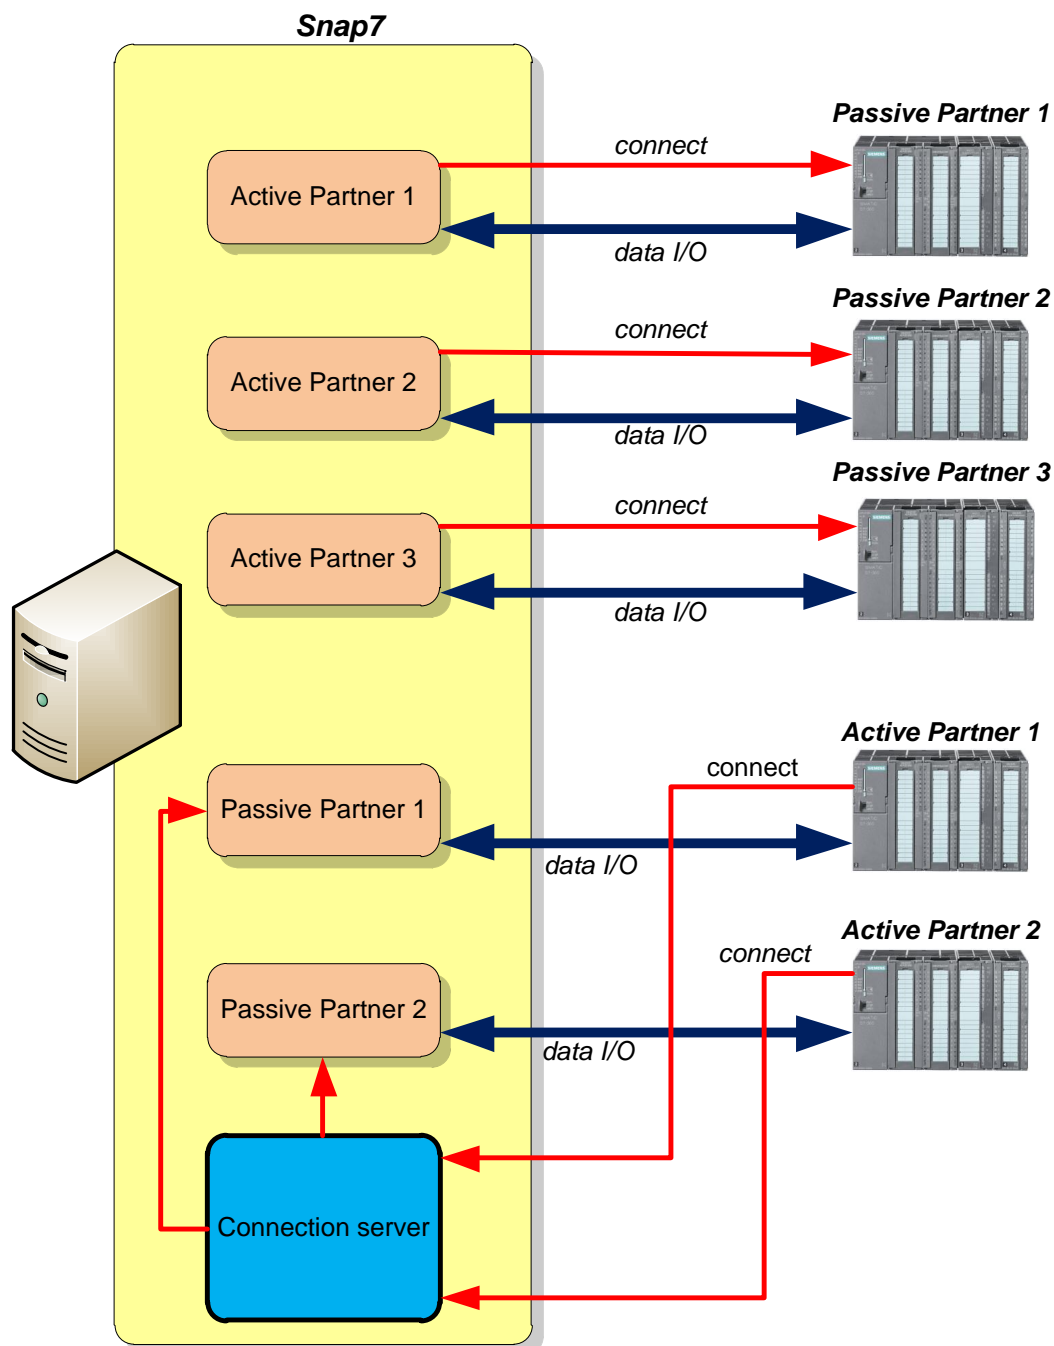 Snap7
Passive Partner 1
connect
Active Partner 1
data I/O
Passive Partner 2
connect
Active Partner 2
data I/O
Passive Partner 3
connect
Active Partner 3
data I/O
Active Partner 1
connect
Passive Partner 1
data I/O
Active Partner 2
connect
Passive Partner 2
data I/O
Connection server